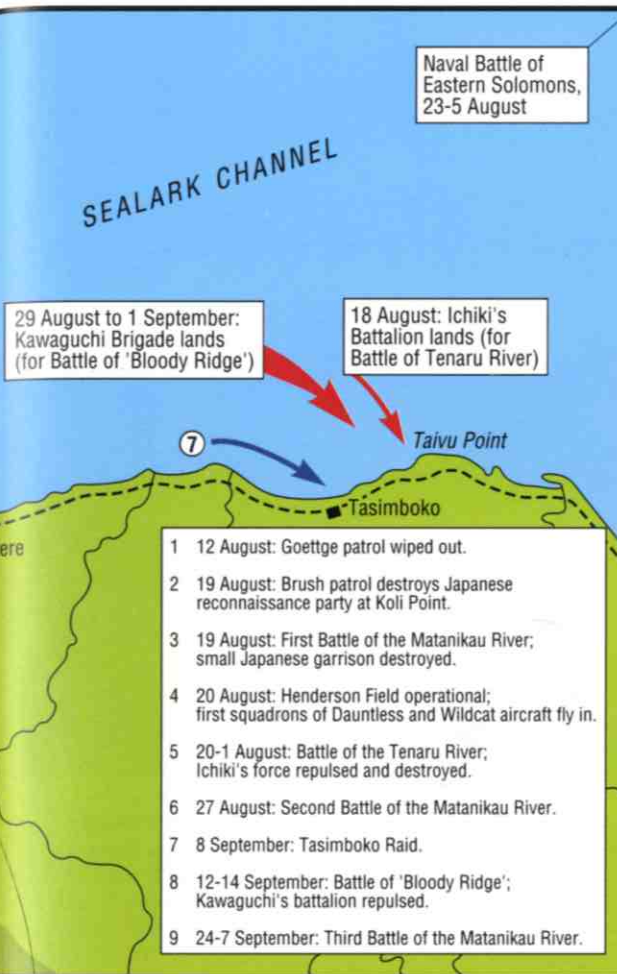 Naval Battle of
Eastern Solomons,
23-5 August
SEALARK CHANNEL
29 August to 1 September:
Kawaguchi Brigade lands
(for Battle of 'Bloody Ridge')
18 August: Ichiki's
Battalion lands (for
Battle of Tenaru River)
7
Taivu Point
Tasimboko
ere
1 12 August: Goettge patrol wiped out.
2 19 August: Brush patrol destroys Japanese
reconnaissance party at Koli Point.
3 19 August: First Battle of the Matanikau River;
small Japanese garrison destroyed.
4 20 August: Henderson Field operational;
first squadrons of Dauntless and Wildcat aircraft fly in.
5 20-1 August: Battle of the Tenaru River;
Ichiki's force repulsed and destroyed.
6 27 August: Second Battle of the Matanikau River.
7 8 September: Tasimboko Raid.
8 12-14 September: Battle of 'Bloody Ridge';
Kawaguchi's battalion repulsed.
9 24-7 September: Third Battle of the Matanikau River.